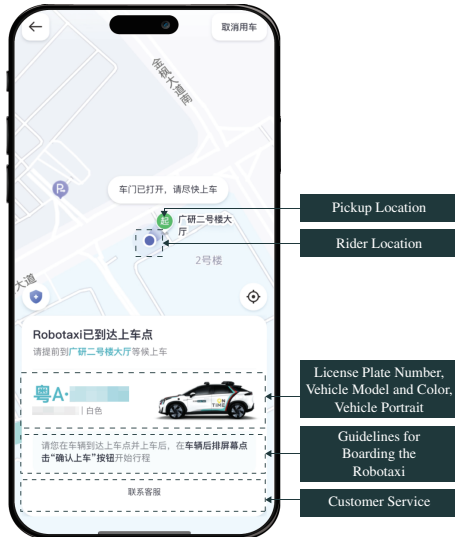 取消用车
金枫大道南
车门已打开，请尽快上车
起
广研二号楼大
厅
2号楼
大道
Robotaxi已到达上车点
请提前到广研二号楼大厅等候上车
粤A·
白色
ON
TIME
请您在车辆到达上车点并上车后，在车辆后排屏幕点
击“确认上车”按钮开始行程
联系客服
Pickup Location
Rider Location
License Plate Number,
Vehicle Model and Color,
Vehicle Portrait
Guidelines for
Boarding the
Robotaxi
Customer Service